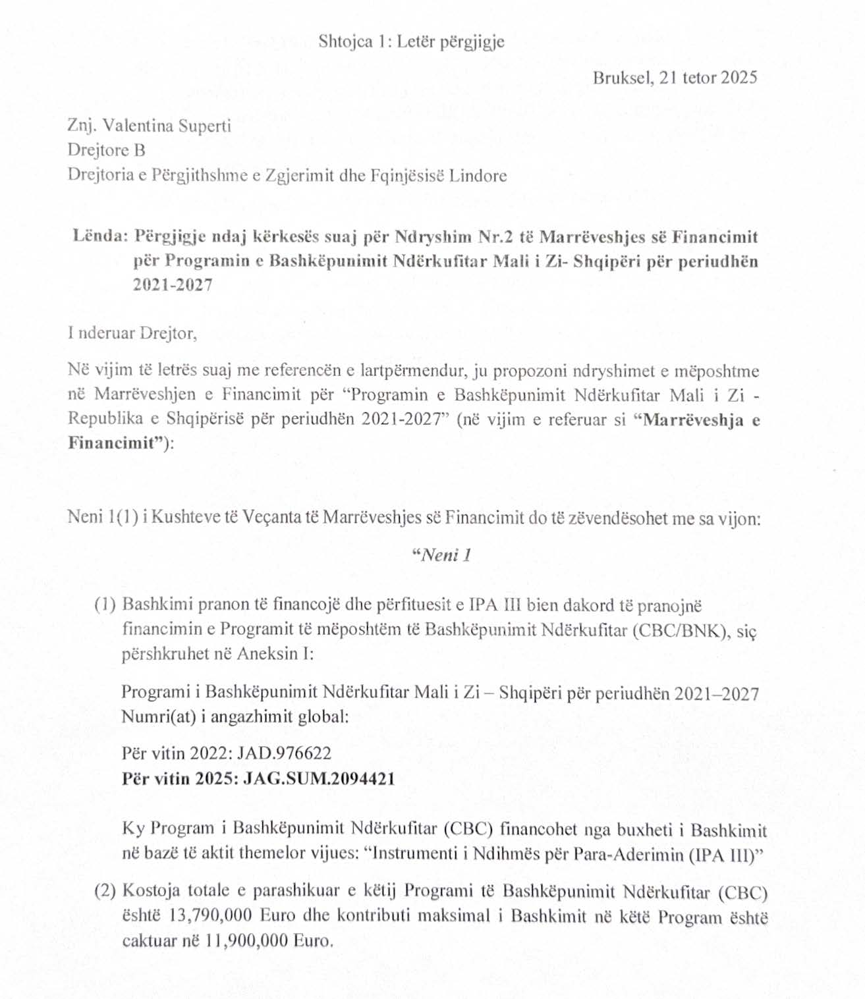 Shtojca 1: Letër përgjigje
Bruksel, 21 tetor 2025
Znj. Valentina Superti
Drejtore B
Drejtoria e Përgjithshme e Zgjerimit dhe Fqinjësisë Lindore
Lënda: Përgjigje ndaj kërkesës suaj për Ndryshim Nr.2 të Marrëveshjes së Financimit
për Programin e Bashkëpunimit Ndërkufitar Mali i Zi- Shqipëri për periudhën
2021-2027
I nderuar Drejtor,
Në vijim të letrës suaj me referencën e lartpërmendur, ju propozoni ndryshimet e mëposhtme
në Marrëveshjen e Financimit për “Programin e Bashkëpunimit Ndërkufitar Mali i Zi -
Republika e Shqipërisë për periudhën 2021-2027” (në vijim e referuar si “Marrëveshja e
Financimit”):
Neni 1(1) i Kushteve të Veçanta të Marrëveshjes së Financimit do të zëvendësohet me sa vijon:
“Neni 1
(1) Bashkimi pranon të financojë dhe përfituesit e IPA III bien dakord të pranojnë
financimin e Programit të mëposhtëm të Bashkëpunimit Ndërkufitar (CBC/BNK), siç
përshkruhet në Aneksin I:
Programi i Bashkëpunimit Ndërkufitar Mali i Zi – Shqipëri për periudhën 2021–2027
Numri(at) i angazhimit global:
Për vitin 2022: JAD.976622
Për vitin 2025: JAG.SUM.2094421
Ky Program i Bashkëpunimit Ndërkufitar (CBC) financohet nga buxheti i Bashkimit
në bazë të aktit themelor vijues: “Instrumenti i Ndihmës për Para-Aderimin (IPA III)”
(2) Kostoja totale e parashikuar e këtij Programi të Bashkëpunimit Ndërkufitar (CBC)
është 13,790,000 Euro dhe kontributi maksimal i Bashkimit në këtë Program është
caktuar në 11,900,000 Euro.